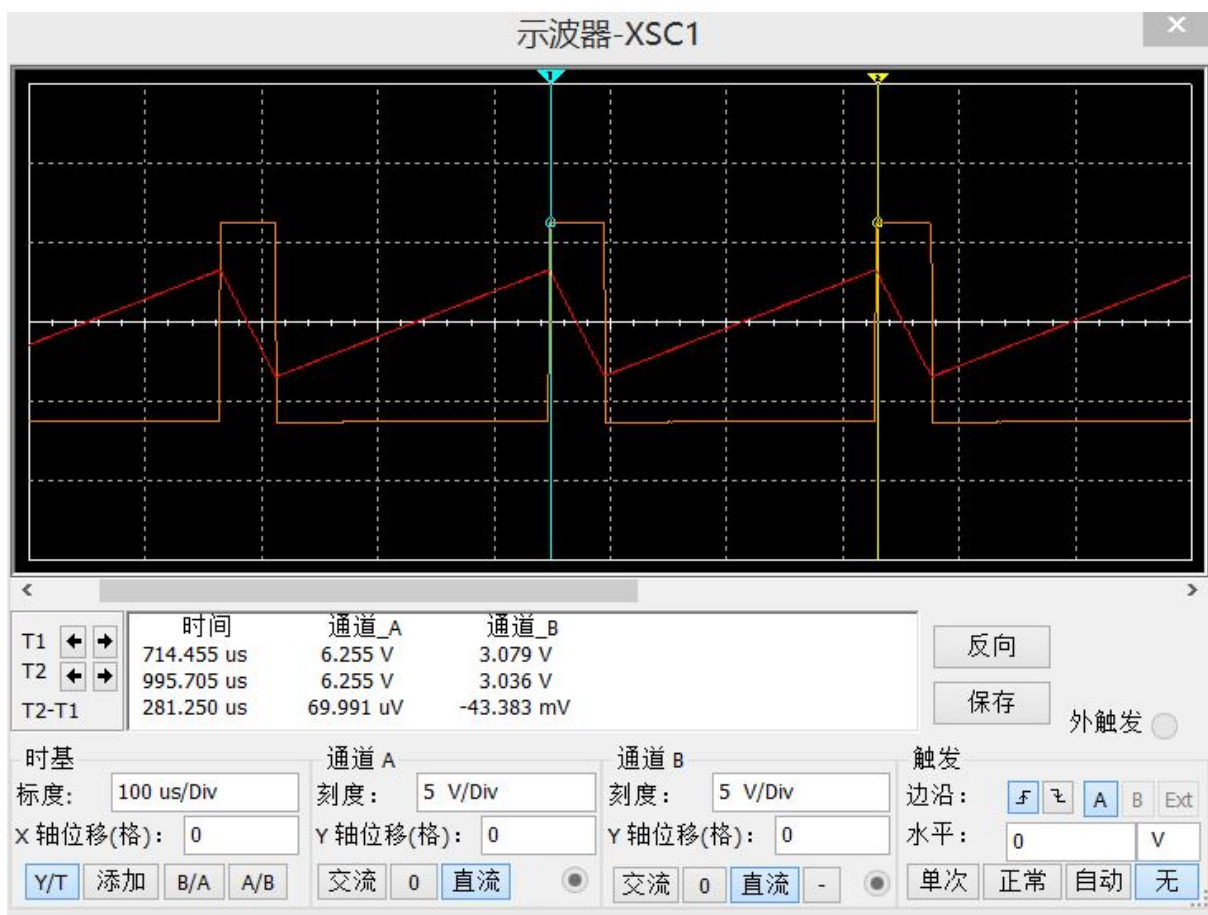 示波器-XSC1
1 2
时间 通道_A 通道_B
T1 714.455 us 6.255 V 3.079 V
T2 995.705 us 6.255 V 3.036 V
T2-T1 281.250 us 69.991 uV -43.383 mV
反向
保存
外触发
时基 通道 A 通道 B 触发
标度: 100 us/Div 刻度: 5 V/Div 刻度: 5 V/Div 边沿: A B Ext
X 轴位移(格): 0 Y 轴位移(格): 0 Y 轴位移(格): 0 水平: 0 V
Y/T 添加 B/A A/B 交流 0 直流 交流 0 直流 - 单次 正常 自动 无